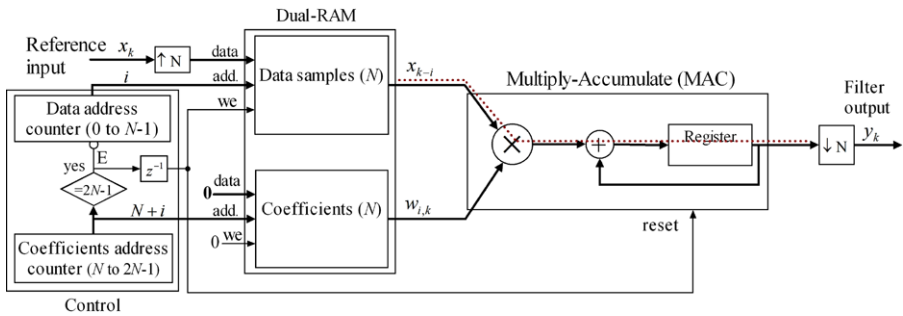 Dual-RAM
Reference input
x_k
↑ N
data
add.
we
i
Data samples (N)
x_{k−i}
Multiply-Accumulate (MAC)
Filter output
y_k
Data address counter (0 to N-1)
yes
E
=2N-1
z⁻¹
×
+
Register
↓ N
0
data
N + i
add.
0
we
Coefficients (N)
w_{i,k}
reset
Coefficients address counter (N to 2N-1)
Control